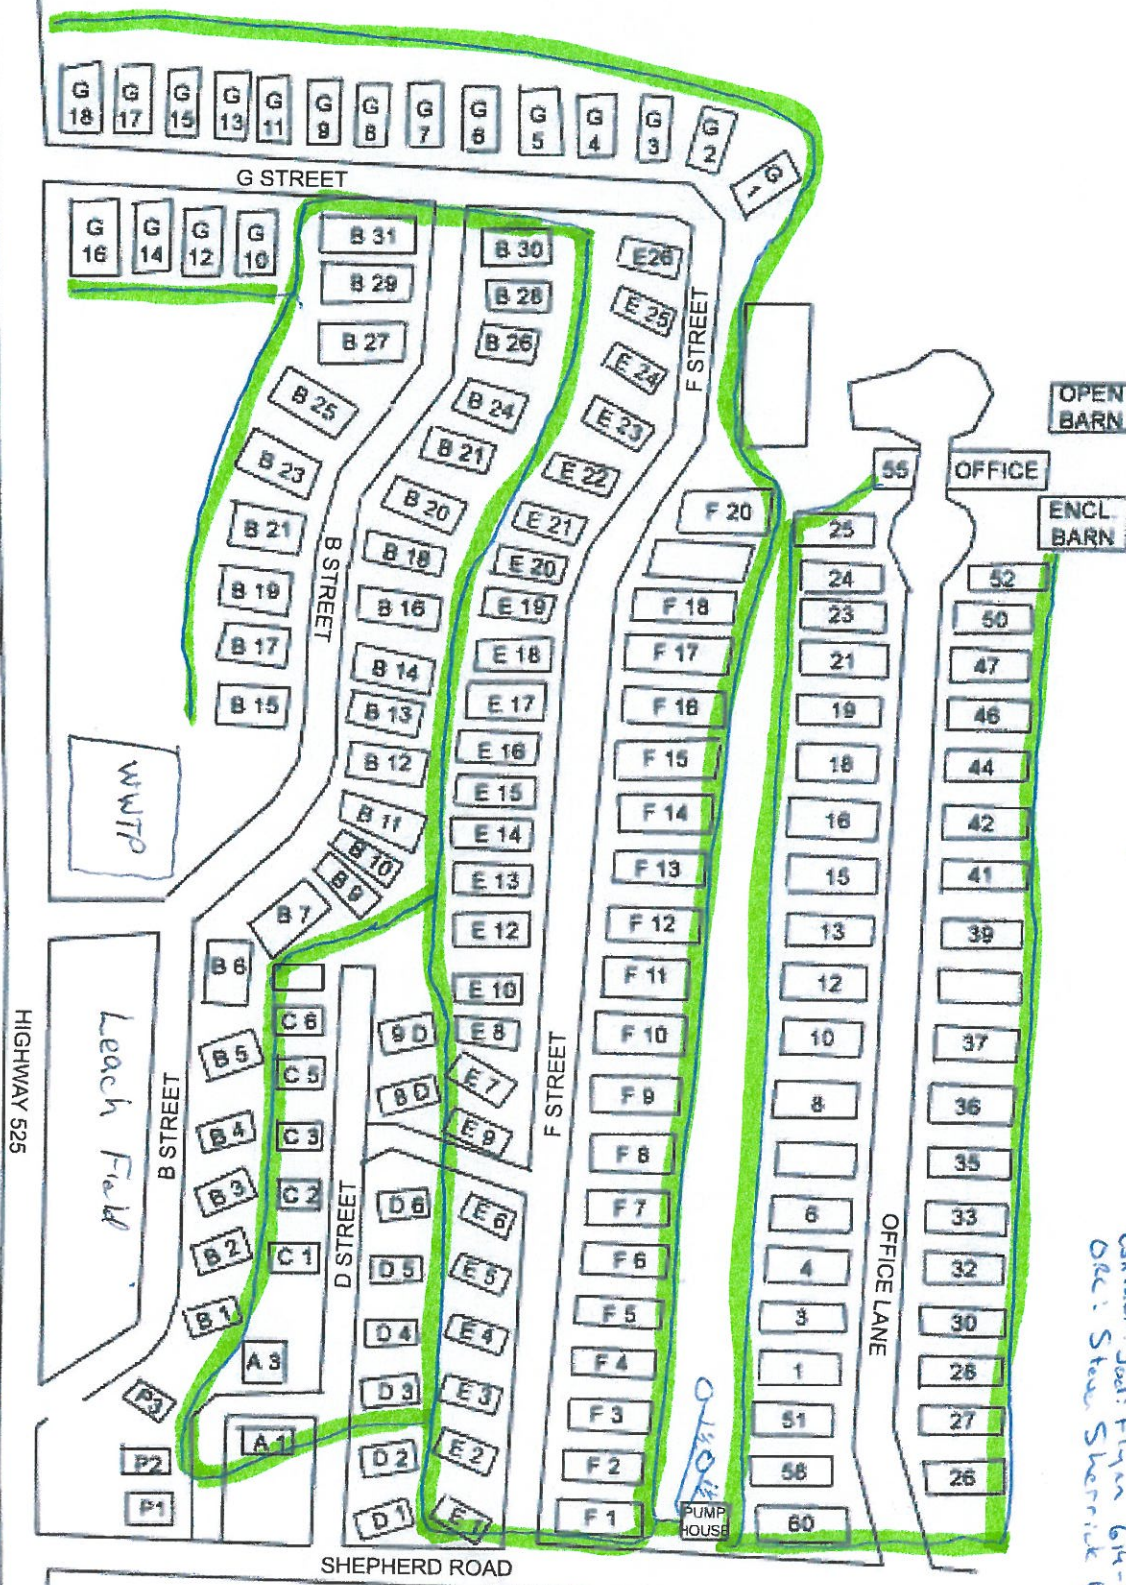 G 18
G 17
G 15
G 13
G 11
G 9
G 8
G 7
G 6
G 5
G 4
G 3
G 2
G 1
G STREET
G 16
G 14
G 12
G 10
B 31
B 29
B 27
B 25
B 23
B 21
B 19
B 17
B 15
B STREET
B 30
B 28
B 26
B 24
B 21
B 20
B 18
B 16
B 14
B 13
B 12
B 11
B 10
B 9
B 7
B 6
B 5
B 4
B 3
B 2
B 1
E26
E 25
E 24
E 23
E 22
E 21
E 20
E 19
E 18
E 17
E 16
E 15
E 14
E 13
E 12
E 10
E 8
E 7
E 9
E 6
E 5
E 4
E 3
E 2
E 1
F STREET
F STREET
F 20
F 18
F 17
F 16
F 15
F 14
F 13
F 12
F 11
F 10
F 9
F 8
F 7
F 6
F 5
F 4
F 3
F 2
F 1
OPEN
BARN
55
OFFICE
ENCL.
BARN
25
24
23
21
19
18
16
15
13
12
10
8
6
4
3
1
51
58
60
52
50
47
46
44
42
41
39
37
36
35
33
32
30
28
27
26
OFFICE LANE
WWTP
Leach Field
HIGHWAY 525
B STREET
C 6
C 5
C 3
C 2
C 1
D STREET
9 D
8 D
D 6
D 5
D 4
D 3
D 2
D 1
A 3
A 1
P3
P2
P1
PUMP
HOUSE
SHEPHERD ROAD
Flynn 614-
ORC: Steve Sherrick